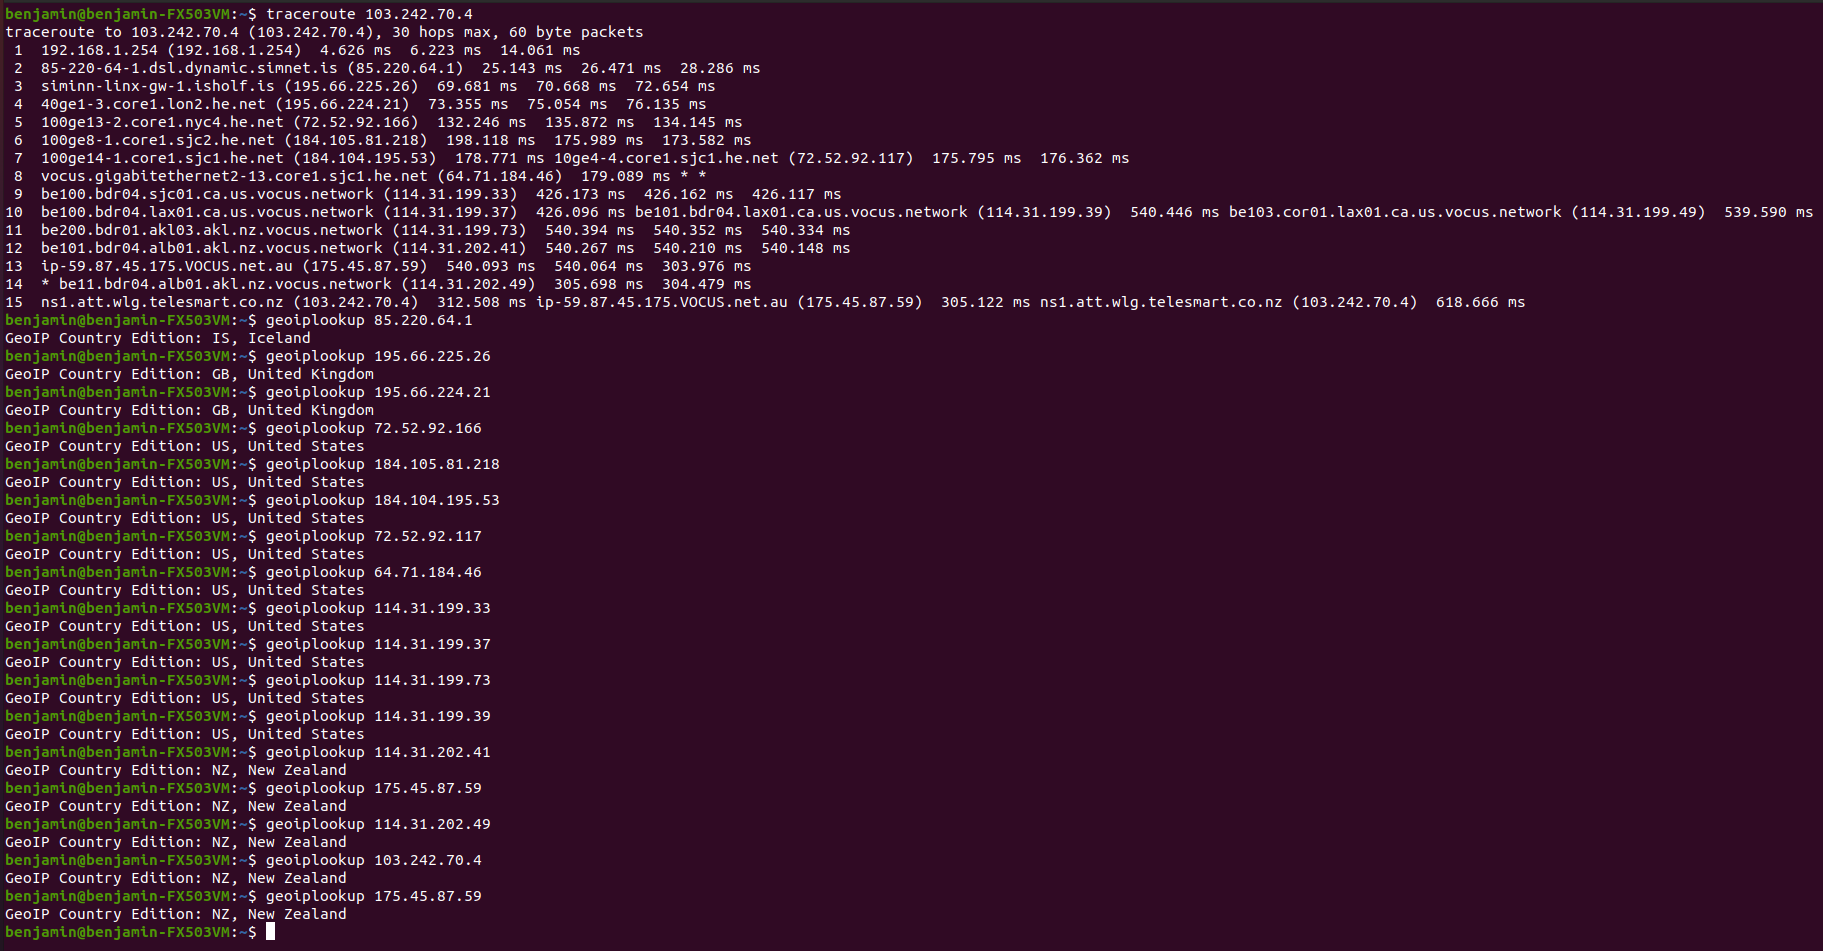 benjamin@benjamin-FX503VM:~$ traceroute 103.242.70.4
traceroute to 103.242.70.4 (103.242.70.4), 30 hops max, 60 byte packets
 1  192.168.1.254 (192.168.1.254)  4.626 ms  6.223 ms  14.061 ms
 2  85-220-64-1.dsl.dynamic.simnet.is (85.220.64.1)  25.143 ms  26.471 ms  28.286 ms
 3  siminn-linx-gw-1.isholf.is (195.66.225.26)  69.681 ms  70.668 ms  72.654 ms
 4  40ge1-3.core1.lon2.he.net (195.66.224.21)  73.355 ms  75.054 ms  76.135 ms
 5  100ge13-2.core1.nyc4.he.net (72.52.92.166)  132.246 ms  135.872 ms  134.145 ms
 6  100ge8-1.core1.sjc2.he.net (184.105.81.218)  198.118 ms  175.989 ms  173.582 ms
 7  100ge14-1.core1.sjc1.he.net (184.104.195.53)  178.771 ms 10ge4-4.core1.sjc1.he.net (72.52.92.117)  175.795 ms  176.362 ms
 8  vocus.gigabitethernet2-13.core1.sjc1.he.net (64.71.184.46)  179.089 ms * *
 9  be100.bdr04.sjc01.ca.us.vocus.network (114.31.199.33)  426.173 ms  426.162 ms  426.117 ms
10  be100.bdr04.lax01.ca.us.vocus.network (114.31.199.37)  426.096 ms be101.bdr04.lax01.ca.us.vocus.network (114.31.199.39)  540.446 ms be103.cor01.lax01.ca.us.vocus.network (114.31.199.49)  539.590 ms
11  be200.bdr01.akl03.akl.nz.vocus.network (114.31.199.73)  540.394 ms  540.352 ms  540.334 ms
12  be101.bdr04.alb01.akl.nz.vocus.network (114.31.202.41)  540.267 ms  540.210 ms  540.148 ms
13  ip-59.87.45.175.VOCUS.net.au (175.45.87.59)  540.093 ms  540.064 ms  303.976 ms
14  * be11.bdr04.alb01.akl.nz.vocus.network (114.31.202.49)  305.698 ms  304.479 ms
15  ns1.att.wlg.telesmart.co.nz (103.242.70.4)  312.508 ms ip-59.87.45.175.VOCUS.net.au (175.45.87.59)  305.122 ms ns1.att.wlg.telesmart.co.nz (103.242.70.4)  618.666 ms
benjamin@benjamin-FX503VM:~$ geoiplookup 85.220.64.1
GeoIP Country Edition: IS, Iceland
benjamin@benjamin-FX503VM:~$ geoiplookup 195.66.225.26
GeoIP Country Edition: GB, United Kingdom
benjamin@benjamin-FX503VM:~$ geoiplookup 195.66.224.21
GeoIP Country Edition: GB, United Kingdom
benjamin@benjamin-FX503VM:~$ geoiplookup 72.52.92.166
GeoIP Country Edition: US, United States
benjamin@benjamin-FX503VM:~$ geoiplookup 184.105.81.218
GeoIP Country Edition: US, United States
benjamin@benjamin-FX503VM:~$ geoiplookup 184.104.195.53
GeoIP Country Edition: US, United States
benjamin@benjamin-FX503VM:~$ geoiplookup 72.52.92.117
GeoIP Country Edition: US, United States
benjamin@benjamin-FX503VM:~$ geoiplookup 64.71.184.46
GeoIP Country Edition: US, United States
benjamin@benjamin-FX503VM:~$ geoiplookup 114.31.199.33
GeoIP Country Edition: US, United States
benjamin@benjamin-FX503VM:~$ geoiplookup 114.31.199.37
GeoIP Country Edition: US, United States
benjamin@benjamin-FX503VM:~$ geoiplookup 114.31.199.73
GeoIP Country Edition: US, United States
benjamin@benjamin-FX503VM:~$ geoiplookup 114.31.199.39
GeoIP Country Edition: US, United States
benjamin@benjamin-FX503VM:~$ geoiplookup 114.31.202.41
GeoIP Country Edition: NZ, New Zealand
benjamin@benjamin-FX503VM:~$ geoiplookup 175.45.87.59
GeoIP Country Edition: NZ, New Zealand
benjamin@benjamin-FX503VM:~$ geoiplookup 114.31.202.49
GeoIP Country Edition: NZ, New Zealand
benjamin@benjamin-FX503VM:~$ geoiplookup 103.242.70.4
GeoIP Country Edition: NZ, New Zealand
benjamin@benjamin-FX503VM:~$ geoiplookup 175.45.87.59
GeoIP Country Edition: NZ, New Zealand
benjamin@benjamin-FX503VM:~$